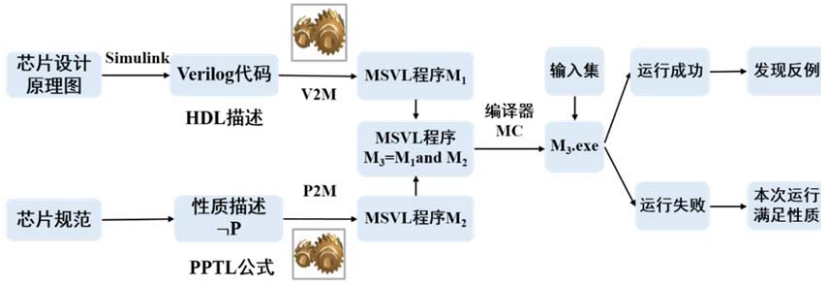 芯片设计
原理图
Simulink
Verilog代码
HDL描述
V2M
MSVL程序M₁
MSVL程序
M₃=M₁and M₂
编译器
MC
输入集
M₃.exe
运行成功
发现反例
芯片规范
性质描述
¬P
PPTL公式
P2M
MSVL程序M₂
运行失败
本次运行
满足性质